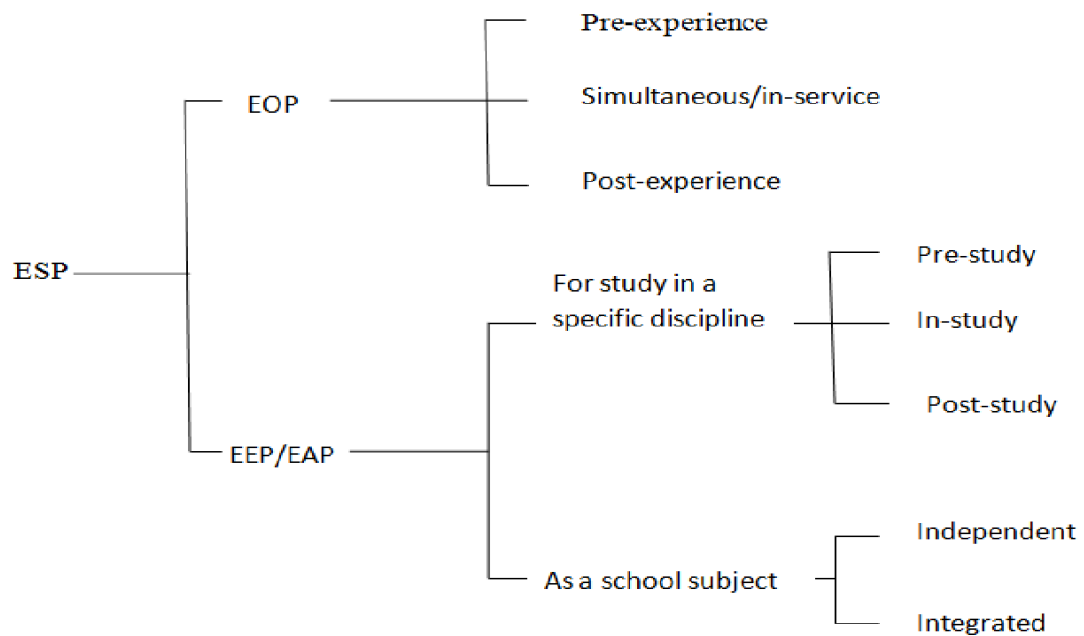 Pre-experience
EOP
Simultaneous/in-service
Post-experience
ESP
For study in a
specific discipline
Pre-study
In-study
Post-study
EEP/EAP
As a school subject
Independent
Integrated